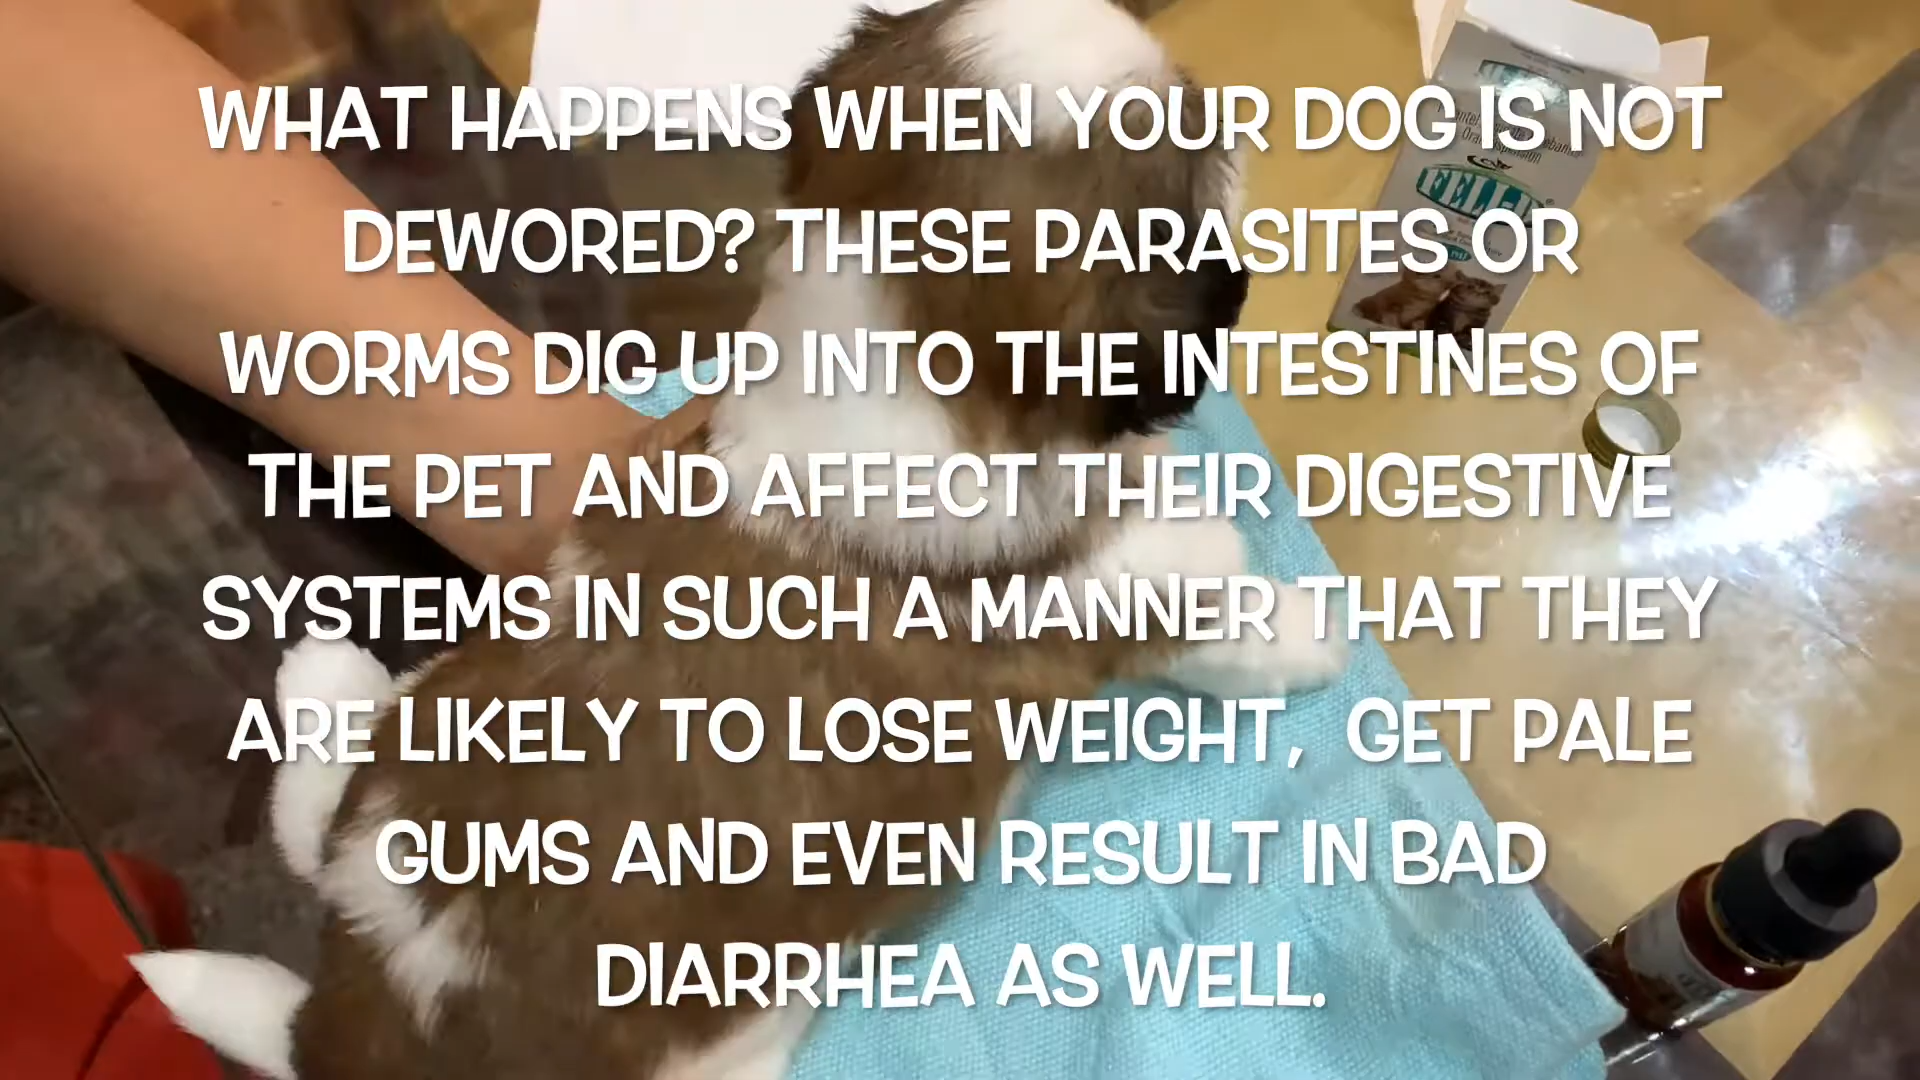 WHAT HAPPENS WHEN YOUR DOG IS NOT
DEWORED? THESE PARASITES OR
WORMS DIG UP INTO THE INTESTINES OF
THE PET AND AFFECT THEIR DIGESTIVE
SYSTEMS IN SUCH A MANNER THAT THEY
ARE LIKELY TO LOSE WEIGHT, GET PALE
GUMS AND EVEN RESULT IN BAD
DIARRHEA AS WELL.
Oral